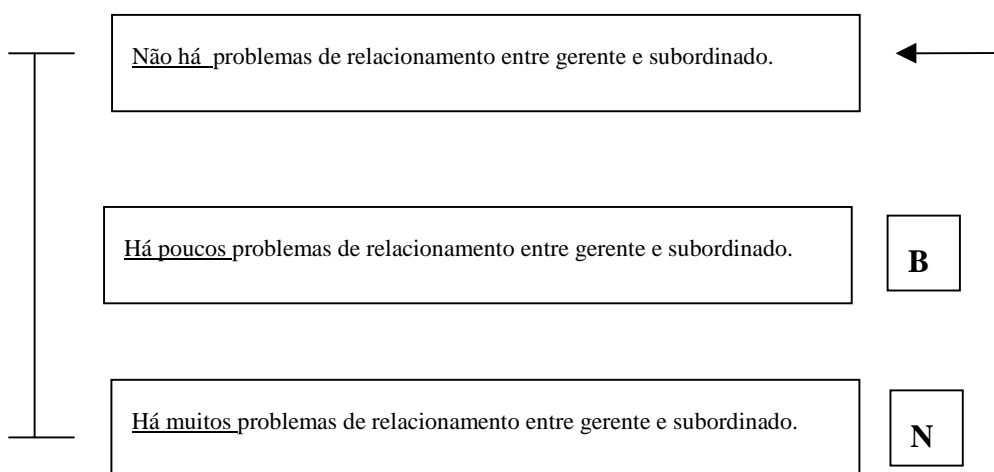 Não há problemas de relacionamento entre gerente e subordinado.
Há poucos problemas de relacionamento entre gerente e subordinado.
B
Há muitos problemas de relacionamento entre gerente e subordinado.
N